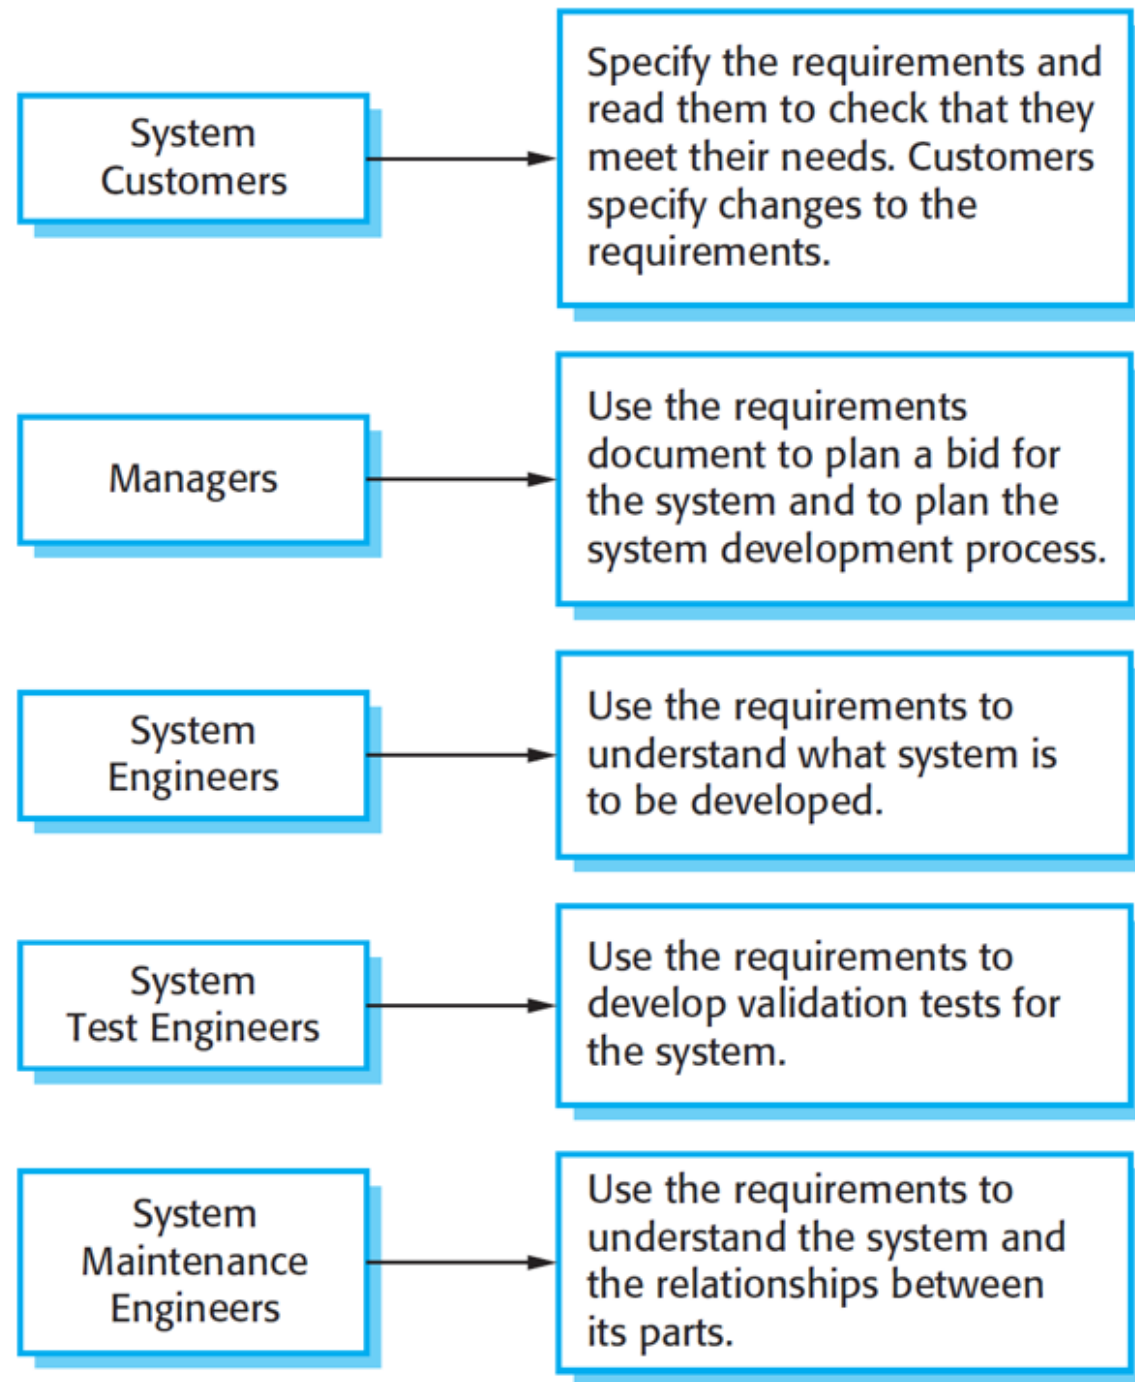 System
Customers
Specify the requirements and
read them to check that they
meet their needs. Customers
specify changes to the
requirements.
Managers
Use the requirements
document to plan a bid for
the system and to plan the
system development process.
System
Engineers
Use the requirements to
understand what system is
to be developed.
System
Test Engineers
Use the requirements to
develop validation tests for
the system.
System
Maintenance
Engineers
Use the requirements to
understand the system and
the relationships between
its parts.